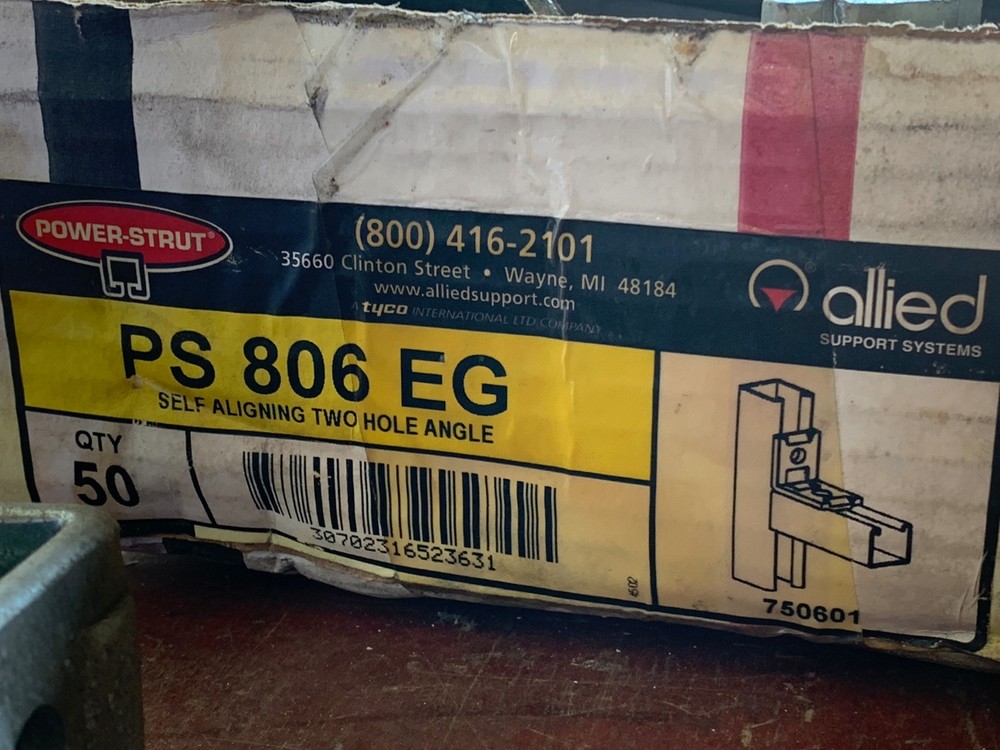 POWER-STRUT®
(800) 416-2101
35660 Clinton Street • Wayne, MI 48184
www.alliedsupport.com
A tyco INTERNATIONAL LTD COMPANY
allied
SUPPORT SYSTEMS
PS 806 EG
SELF ALIGNING TWO HOLE ANGLE
QTY
50
30702316523631
750601